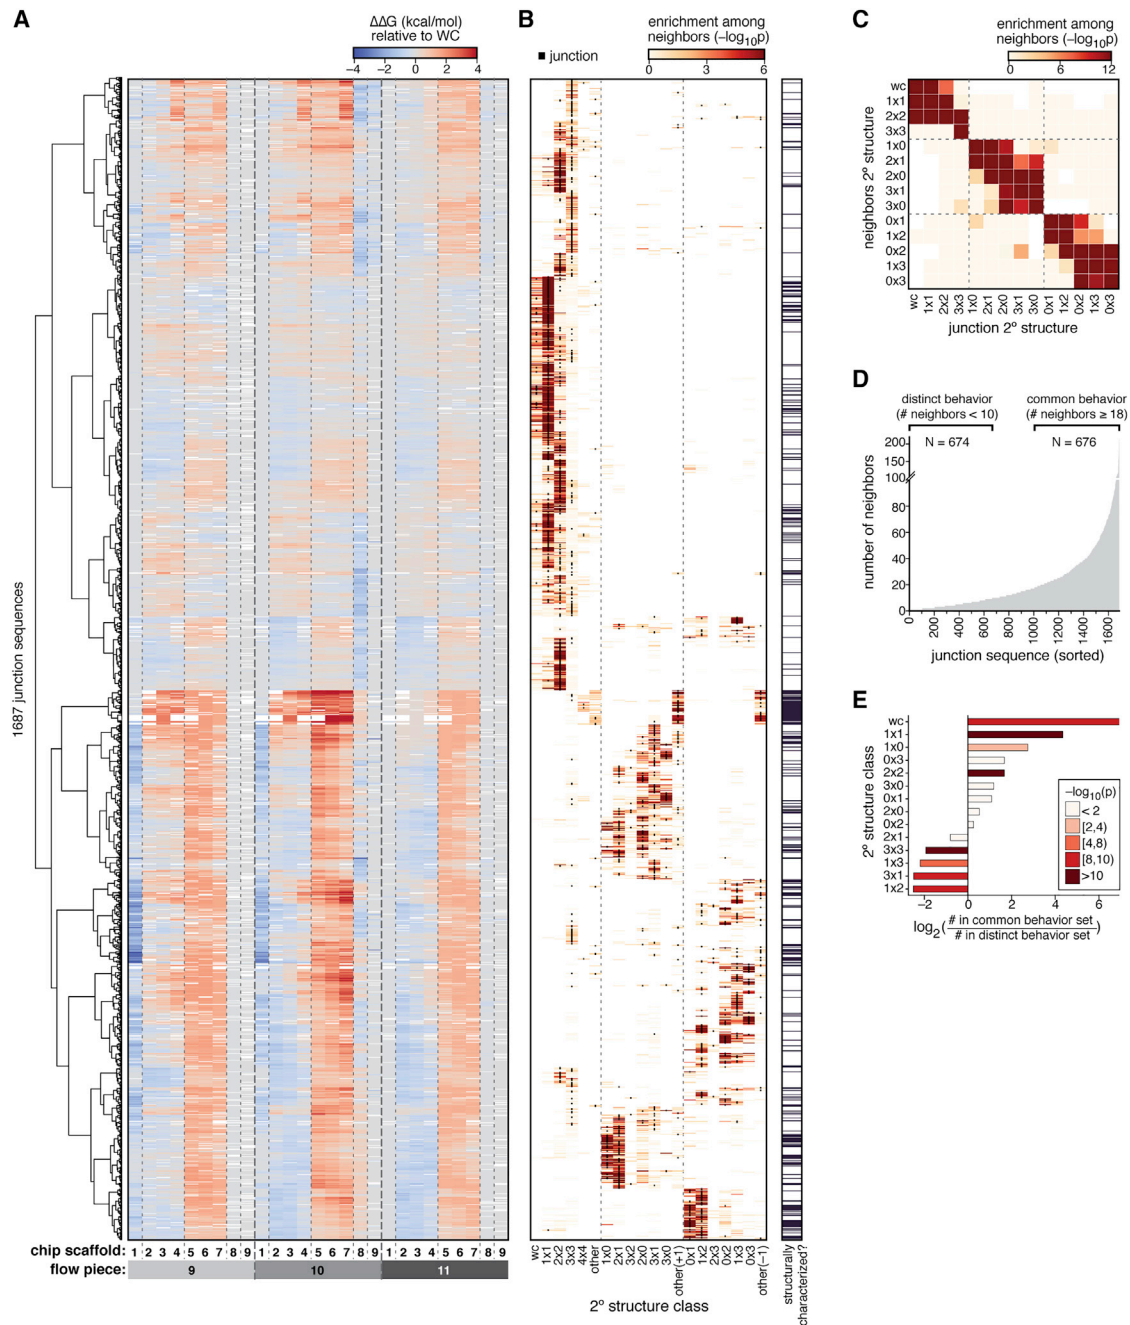 A
ΔΔG (kcal/mol)
relative to WC
−4 −2 0 2 4
1687 junction sequences
chip scaffold: 1 2 3 4 5 6 7 8 9 1 2 3 4 5 6 7 8 9 1 2 3 4 5 6 7 8 9
flow piece: 9 10 11
B
junction
enrichment among
neighbors (−log10p)
0 3 6
wc 1x1 2x2 3x3 4x4 other 1x0 2x1 3x2 2x0 3x1 3x0 other(+1) 0x1 1x2 2x3 0x2 1x3 0x3 other(−1)
structurally
characterized?
2º structure class
C
enrichment among
neighbors (−log10p)
0 6 12
neighbors 2º structure
wc
1x1
2x2
3x3
1x0
2x1
2x0
3x1
3x0
0x1
1x2
0x2
1x3
0x3
wc 1x1 2x2 3x3 1x0 2x1 2x0 3x1 3x0 0x1 1x2 0x2 1x3 0x3
junction 2º structure
D
distinct behavior
(# neighbors < 10)
common behavior
(# neighbors ≥ 18)
N = 674
N = 676
number of neighbors
200
150
100
80
60
40
20
0
0 200 400 600 800 1000 1200 1400 1600
junction sequence (sorted)
E
2º structure class
wc
1x1
1x0
0x3
2x2
3x0
0x1
2x0
0x2
2x1
3x3
1x3
3x1
1x2
−log10(p)
< 2
[2,4)
[4,8)
[8,10)
>10
−2 0 2 4 6
log2(# in common behavior set
# in distinct behavior set)